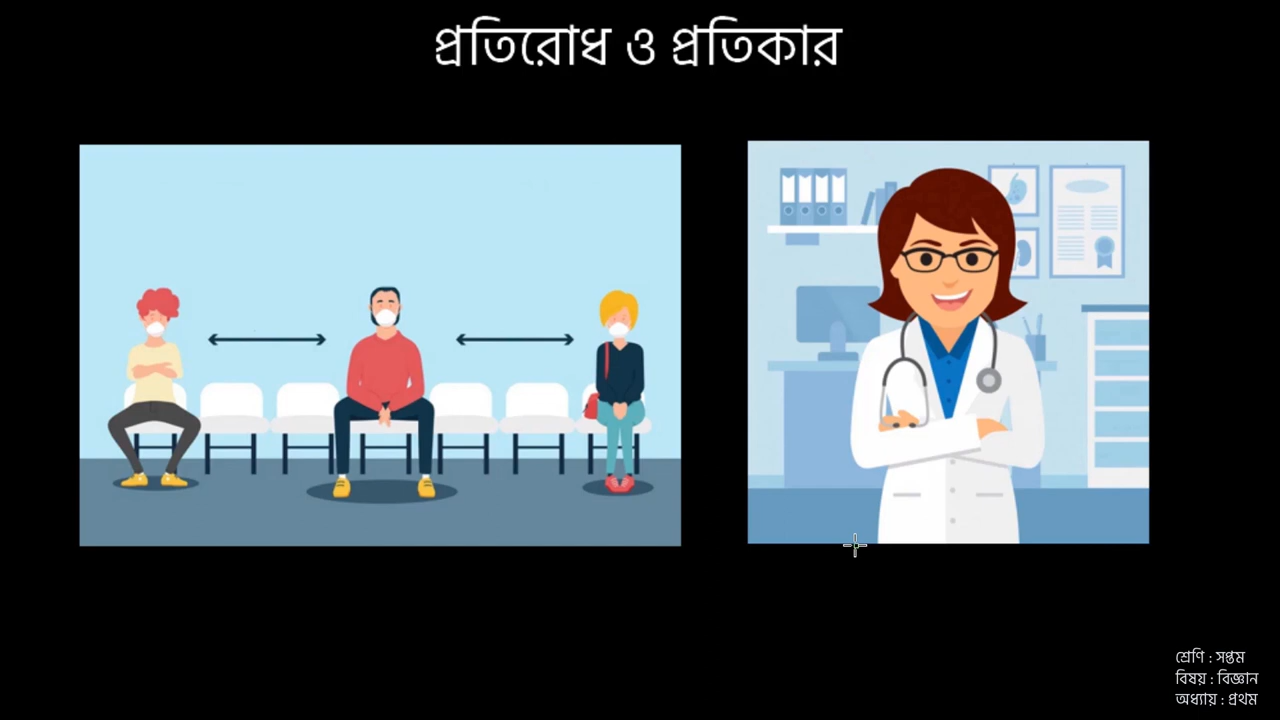 প্রতিরোধ ও প্রতিকার
শ্রেণি : সপ্তম
বিষয় : বিজ্ঞান
অধ্যায় : প্রথম